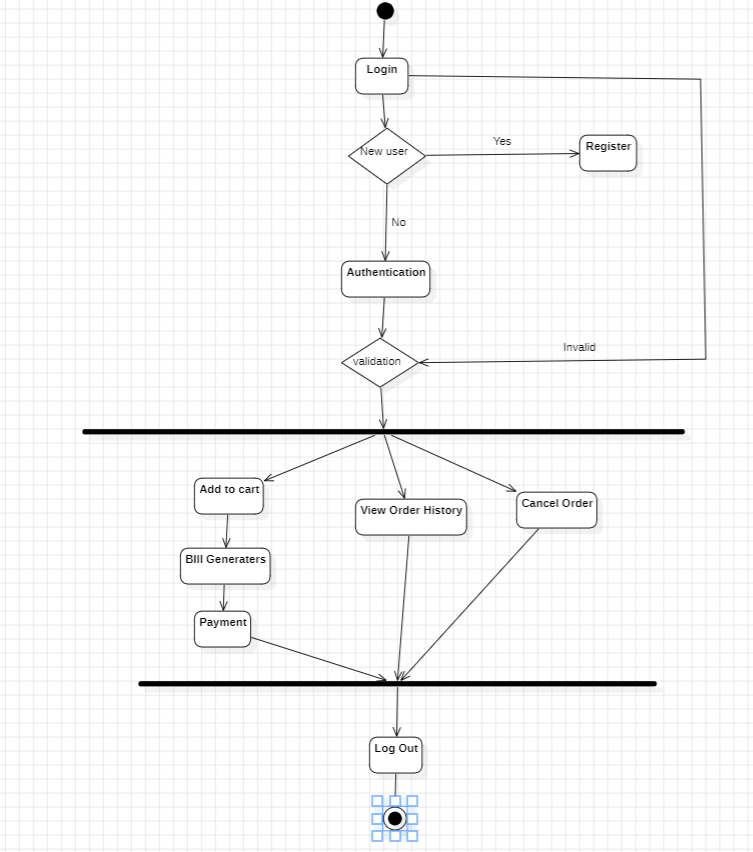 Login
New user
Yes
Register
No
Authentication
Invalid
validation
Add to cart
View Order History
Cancel Order
BIll Generaters
Payment
Log Out